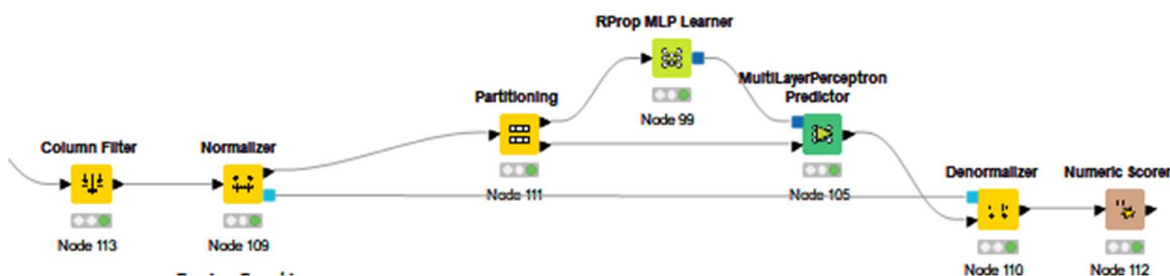 RProp MLP Learner
Node 99
MultiLayerPerceptron
Predictor
Node 105
Partitioning
Node 111
Column Filter
Node 113
Normalizer
Node 109
Denormalizer
Node 110
Numeric Scorer
Node 112